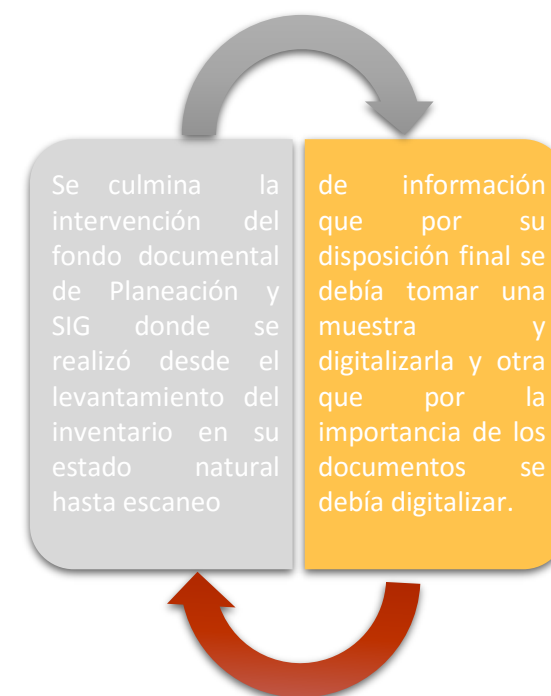 Se culmina la
intervención del
fondo documental
de Planeación y
SIG donde se
realizó desde el
levantamiento del
inventario en su
estado natural
hasta escaneo
de información
que por su
disposición final se
debía tomar una
muestra y
digitalizarla y otra
que por la
importancia de los
documentos se
debía digitalizar.